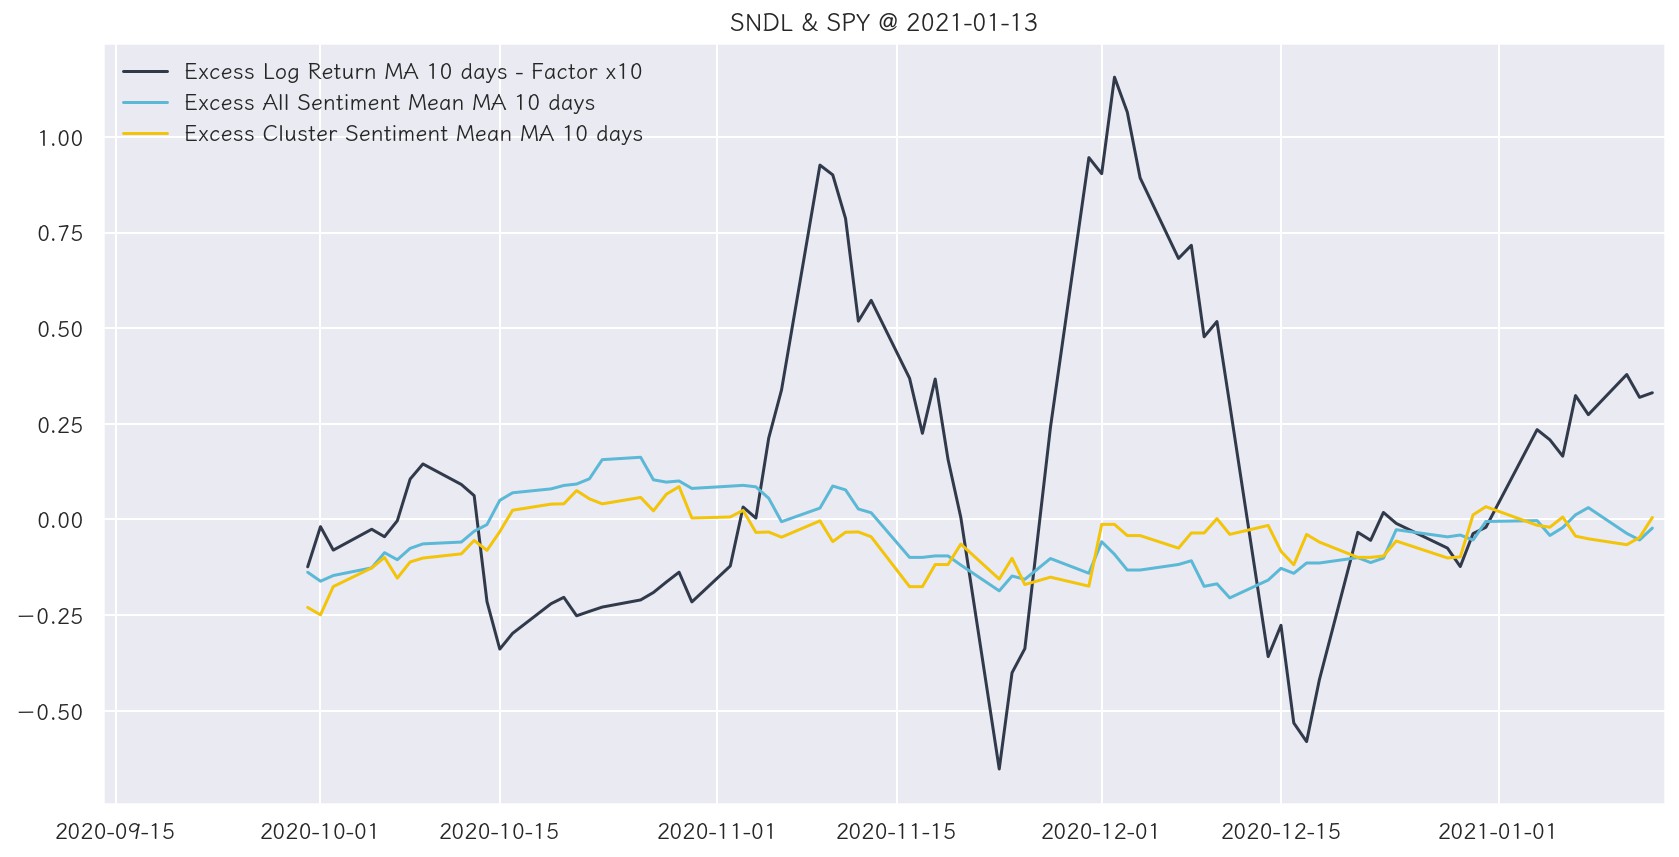 SNDL & SPY @ 2021-01-13
Excess Log Return MA 10 days - Factor x10
Excess All Sentiment Mean MA 10 days
Excess Cluster Sentiment Mean MA 10 days
1.00
0.75
0.50
0.25
0.00
−0.25
−0.50
2020-09-15 2020-10-01 2020-10-15 2020-11-01 2020-11-15 2020-12-01 2020-12-15 2021-01-01